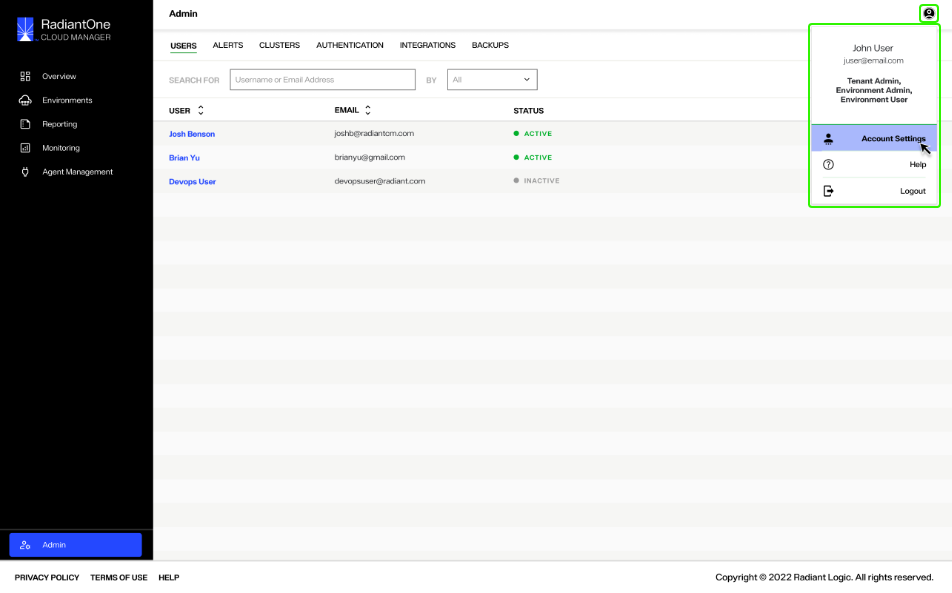 RadiantOne
CLOUD MANAGER
Overview
Environments
Reporting
Monitoring
Agent Management
Admin
Admin
USERS ALERTS CLUSTERS AUTHENTICATION INTEGRATIONS BACKUPS
SEARCH FOR Username or Email Address BY All
USER EMAIL STATUS
Josh Benson joshb@radiantom.com ACTIVE
Brian Yu brianyu@gmail.com ACTIVE
Devops User devopsuser@radiant.com INACTIVE
John User
juser@email.com
Tenant Admin,
Environment Admin,
Environment User
Account Settings
Help
Logout
PRIVACY POLICY TERMS OF USE HELP
Copyright © 2022 Radiant Logic. All rights reserved.